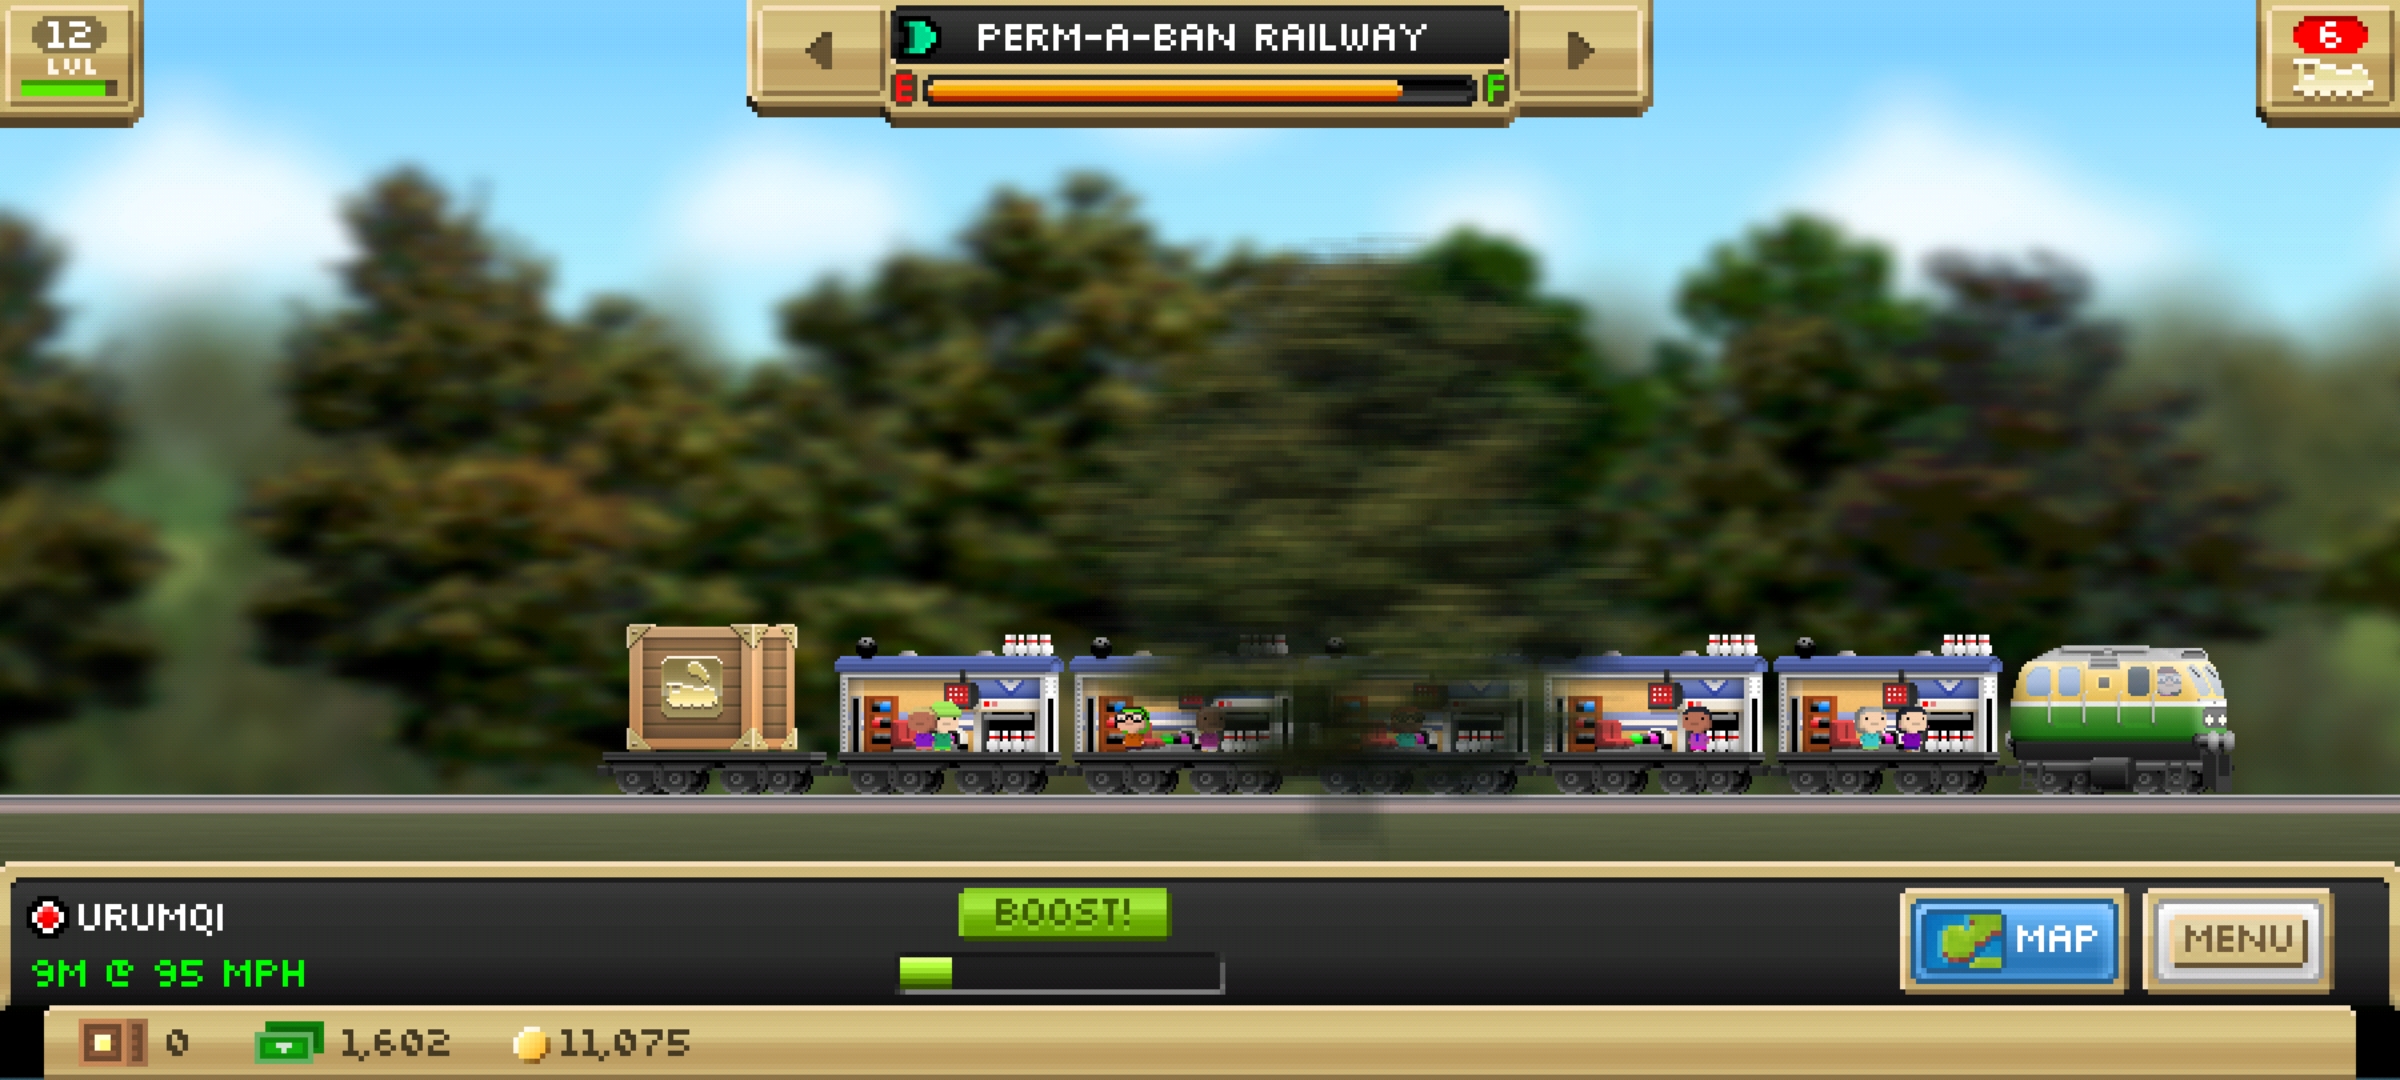 12
LVL
PERM-A-BAN RAILWAY
E F
6
URUMQI
9M @ 95 MPH
BOOST!
MAP
MENU
0 1,602 11,075